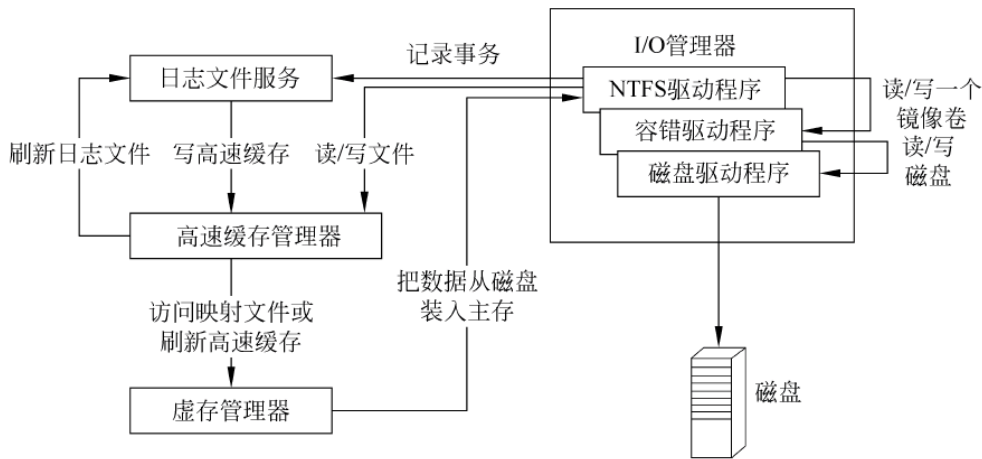 I/O管理器
记录事务
日志文件服务
NTFS驱动程序
读/写一个
镜像卷
容错驱动程序
刷新日志文件
写高速缓存
读/写文件
读/写
磁盘
磁盘驱动程序
高速缓存管理器
把数据从磁盘
装入主存
访问映射文件或
刷新高速缓存
磁盘
虚存管理器